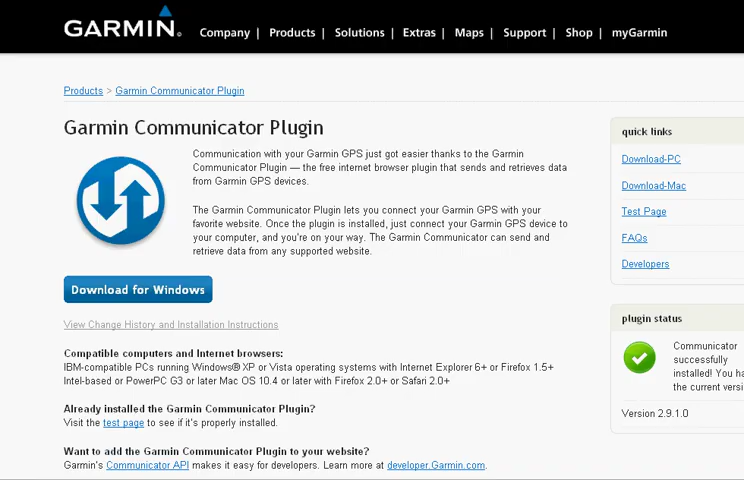 GARMIN
Company | Products | Solutions | Extras | Maps | Support | Shop | myGarmin
Products > Garmin Communicator Plugin
Garmin Communicator Plugin
Communication with your Garmin GPS just got easier thanks to the Garmin
Communicator Plugin — the free internet browser plugin that sends and retrieves data
from Garmin GPS devices.
The Garmin Communicator Plugin lets you connect your Garmin GPS with your
favorite website. Once the plugin is installed, just connect your Garmin GPS device to
your computer, and you're on your way. The Garmin Communicator can send and
retrieve data from any supported website.
Download for Windows
View Change History and Installation Instructions
Compatible computers and Internet browsers:
IBM-compatible PCs running Windows® XP or Vista operating systems with Internet Explorer 6+ or Firefox 1.5+
Intel-based or PowerPC G3 or later Mac OS 10.4 or later with Firefox 2.0+ or Safari 2.0+
Already installed the Garmin Communicator Plugin?
Visit the test page to see if it's properly installed.
Want to add the Garmin Communicator Plugin to your website?
Garmin's Communicator API makes it easy for developers. Learn more at developer.Garmin.com.
quick links
Download-PC
Download-Mac
Test Page
FAQs
Developers
plugin status
Communicator
successfully
installed! You ha
the current versi
Version 2.9.1.0